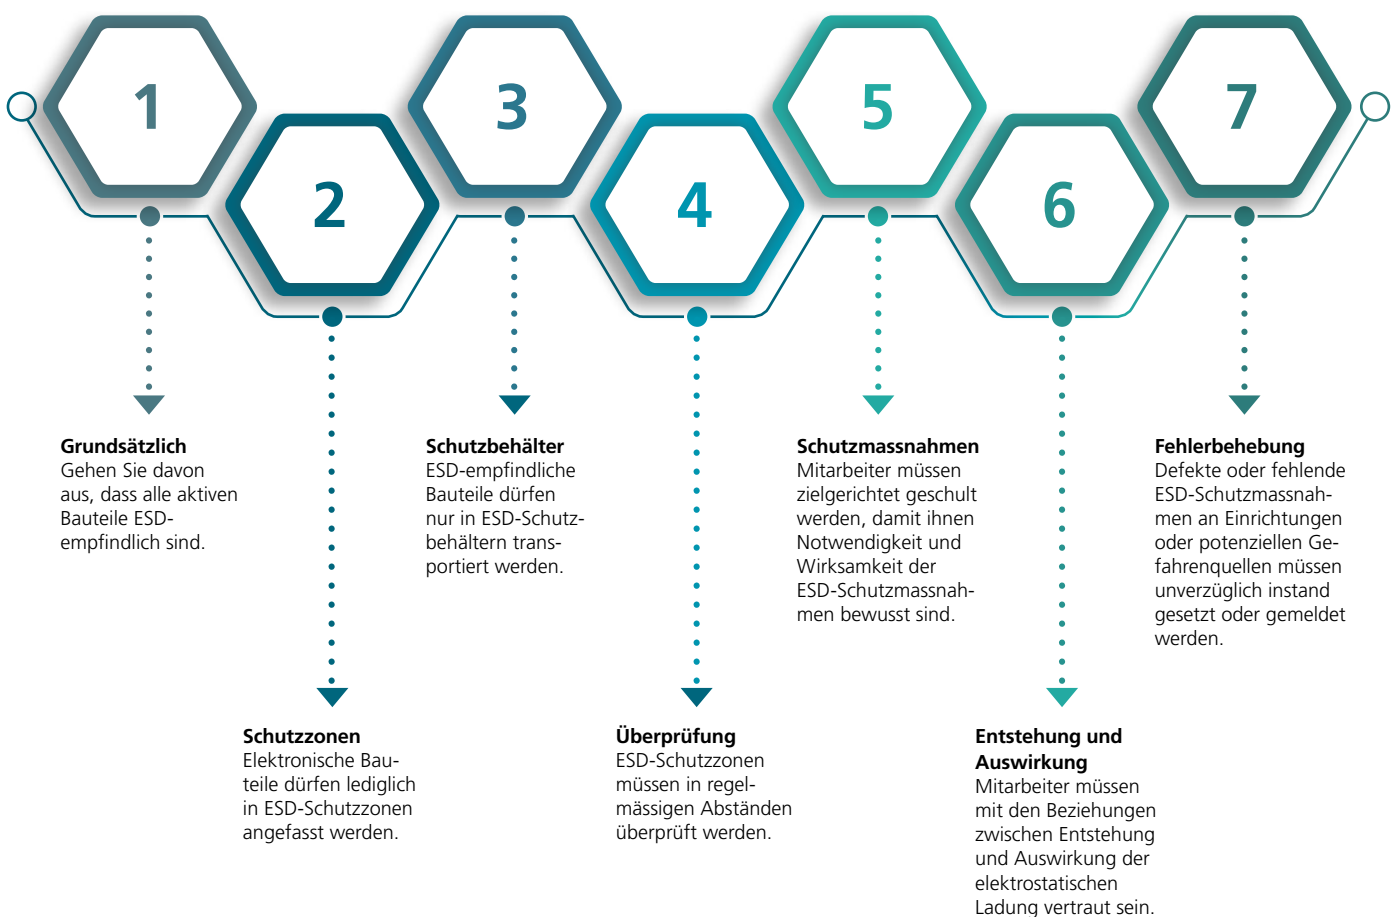 1
2
3
4
5
6
7
Grundsätzlich
Gehen Sie davon
aus, dass alle aktiven
Bauteile ESD-
empfindlich sind.
Schutzzonen
Elektronische Bau-
teile dürfen lediglich
in ESD-Schutzzonen
angefasst werden.
Schutzbehälter
ESD-empfindliche
Bauteile dürfen
nur in ESD-Schutz-
behältern trans-
portiert werden.
Überprüfung
ESD-Schutzzonen
müssen in regel-
mässigen Abständen
überprüft werden.
Schutzmassnahmen
Mitarbeiter müssen
zielgerichtet geschult
werden, damit ihnen
Notwendigkeit und
Wirksamkeit der
ESD-Schutzmassnah-
men bewusst sind.
Entstehung und
Auswirkung
Mitarbeiter müssen
mit den Beziehungen
zwischen Entstehung
und Auswirkung der
elektrostatischen
Ladung vertraut sein.
Fehlerbehebung
Defekte oder fehlende
ESD-Schutzmassnah-
men an Einrichtungen
oder potenziellen Ge-
fahrenquellen müssen
unverzüglich instand
gesetzt oder gemeldet
werden.